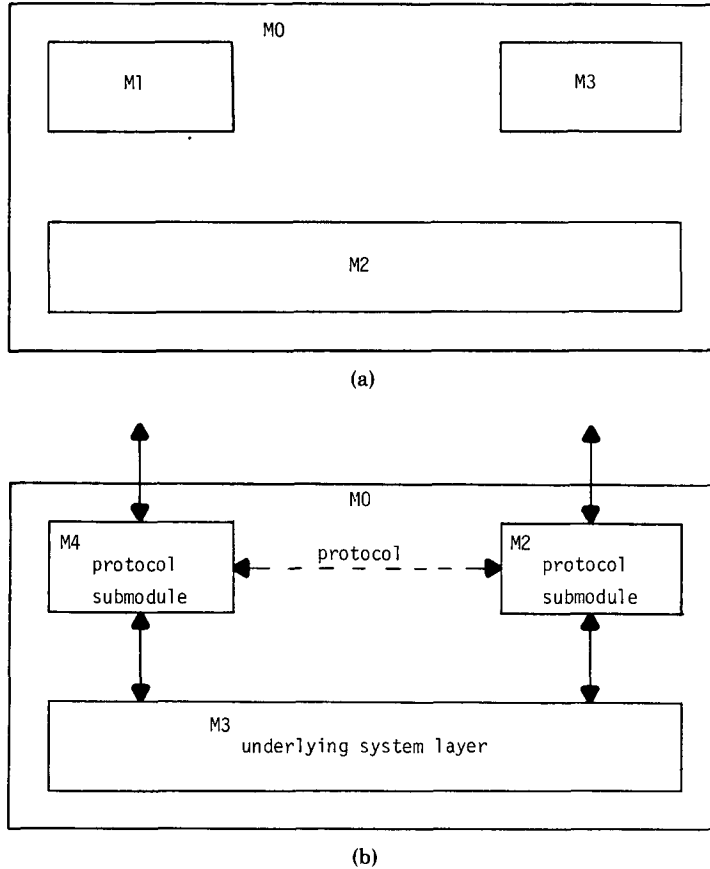 M0
M1
M3
M2
(a)
M0
M4
protocol
submodule
protocol
M2
protocol
submodule
M3
underlying system layer
(b)